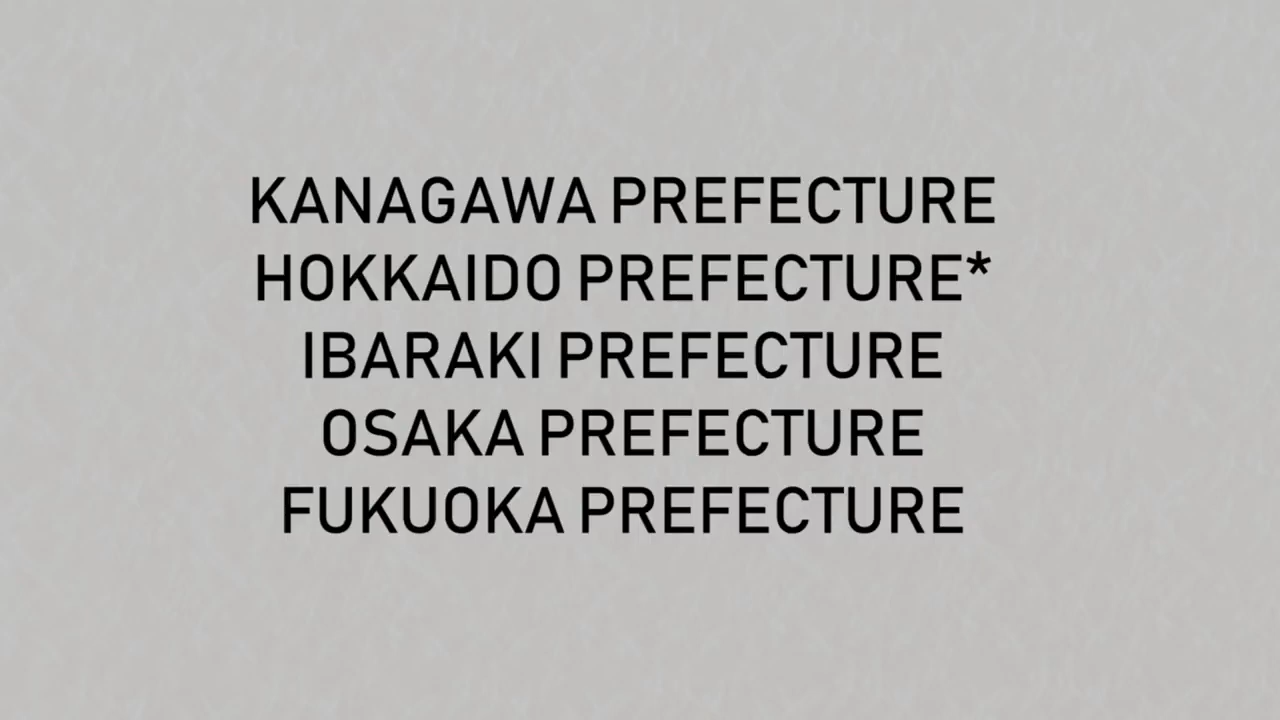 KANAGAWA PREFECTURE
HOKKAIDO PREFECTURE*
IBARAKI PREFECTURE
OSAKA PREFECTURE
FUKUOKA PREFECTURE